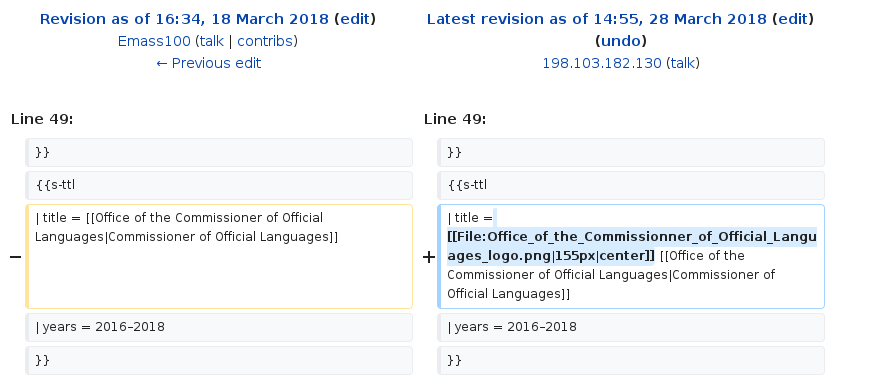 Revision as of 16:34, 18 March 2018 (edit)
Emass100 (talk | contribs)
← Previous edit
Latest revision as of 14:55, 28 March 2018 (edit)
(undo)
198.103.182.130 (talk)
Line 49:
Line 49:
}}
}}
{{s-ttl
{{s-ttl
−
| title = [[Office of the Commissioner of Official
Languages|Commissioner of Official Languages]]
+
| title =
[[File:Office_of_the_Commissionner_of_Official_Langu
ages_logo.png|155px|center]] [[Office of the
Commissioner of Official Languages|Commissioner of
Official Languages]]
| years = 2016–2018
| years = 2016–2018
}}
}}